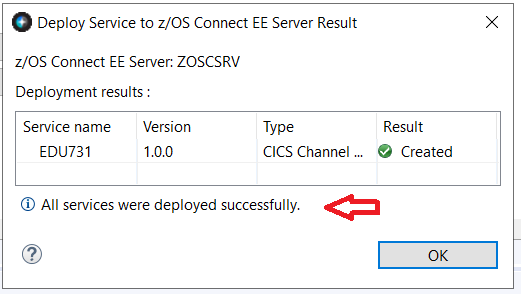 Deploy Service to z/OS Connect EE Server Result
z/OS Connect EE Server: ZOSCSRV
Deployment results :
Service name Version Type Result
EDU731 1.0.0 CICS Channel ... Created
All services were deployed successfully.
OK